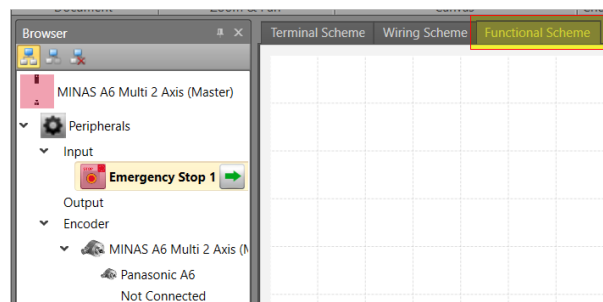 Document
Zoom & Pan
Canvas
Browser
Terminal Scheme Wiring Scheme Functional Scheme
MINAS A6 Multi 2 Axis (Master)
Peripherals
Input
Emergency Stop 1
Output
Encoder
MINAS A6 Multi 2 Axis (M
Panasonic A6
Not Connected